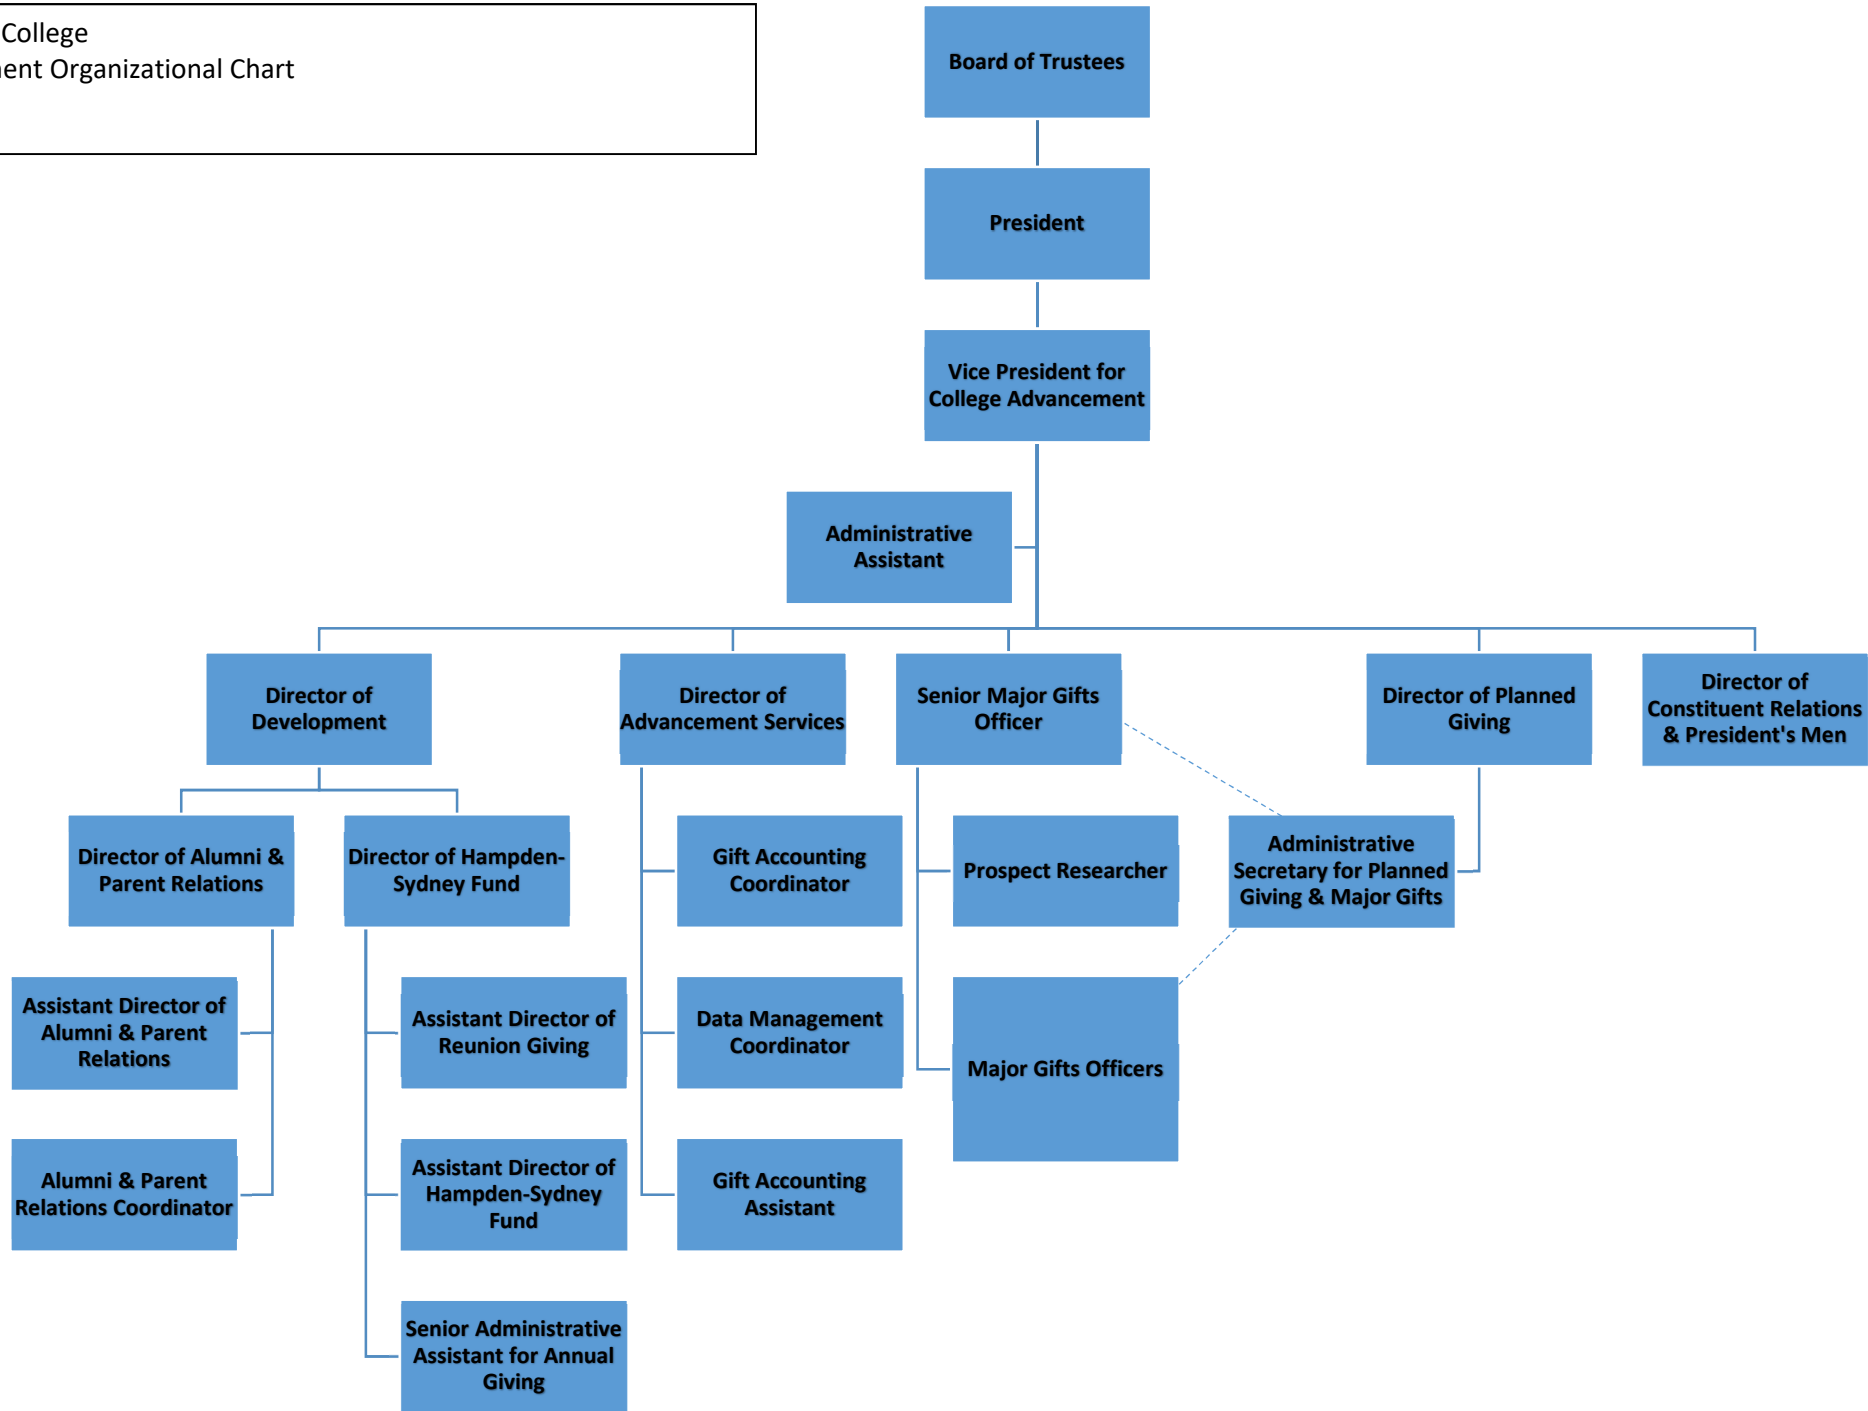 College
ent Organizational Chart
Board of Trustees
President
Vice President for
College Advancement
Administrative
Assistant
Director of
Development
Director of
Advancement Services
Senior Major Gifts
Officer
Director of Planned
Giving
Director of
Constituent Relations
& President's Men
Director of Alumni &
Parent Relations
Director of Hampden-
Sydney Fund
Gift Accounting
Coordinator
Prospect Researcher
Administrative
Secretary for Planned
Giving & Major Gifts
Assistant Director of
Alumni & Parent
Relations
Assistant Director of
Reunion Giving
Data Management
Coordinator
Major Gifts Officers
Alumni & Parent
Relations Coordinator
Assistant Director of
Hampden-Sydney
Fund
Gift Accounting
Assistant
Senior Administrative
Assistant for Annual
Giving